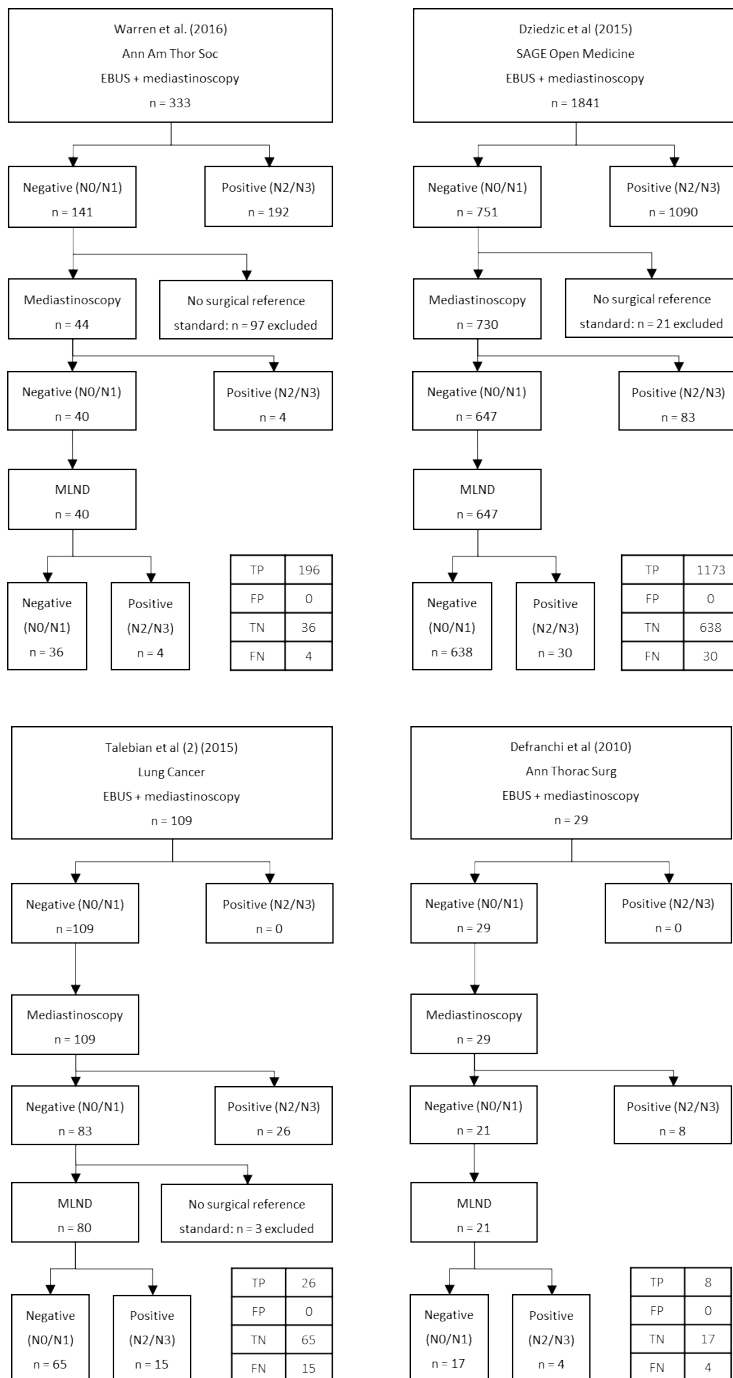 Warren et al. (2016)
Ann Am Thor Soc
EBUS + mediastinoscopy
n = 333
Negative (N0/N1)
n = 141
Positive (N2/N3)
n = 192
Mediastinoscopy
n = 44
No surgical reference
standard: n = 97 excluded
Negative (N0/N1)
n = 40
Positive (N2/N3)
n = 4
MLND
n = 40
Negative
(N0/N1)
n = 36
Positive
(N2/N3)
n = 4
TP 196
FP 0
TN 36
FN 4
Dziedzic et al (2015)
SAGE Open Medicine
EBUS + mediastinoscopy
n = 1841
Negative (N0/N1)
n = 751
Positive (N2/N3)
n = 1090
Mediastinoscopy
n = 730
No surgical reference
standard: n = 21 excluded
Negative (N0/N1)
n = 647
Positive (N2/N3)
n = 83
MLND
n = 647
Negative
(N0/N1)
n = 638
Positive
(N2/N3)
n = 30
TP 1173
FP 0
TN 638
FN 30
Talebian et al (2) (2015)
Lung Cancer
EBUS + mediastinoscopy
n = 109
Negative (N0/N1)
n =109
Positive (N2/N3)
n = 0
Mediastinoscopy
n = 109
Negative (N0/N1)
n = 83
Positive (N2/N3)
n = 26
MLND
n = 80
No surgical reference
standard: n = 3 excluded
Negative
(N0/N1)
n = 65
Positive
(N2/N3)
n = 15
TP 26
FP 0
TN 65
FN 15
Defranchi et al (2010)
Ann Thorac Surg
EBUS + mediastinoscopy
n = 29
Negative (N0/N1)
n = 29
Positive (N2/N3)
n = 0
Mediastinoscopy
n = 29
Negative (N0/N1)
n = 21
Positive (N2/N3)
n = 8
MLND
n = 21
Negative
(N0/N1)
n = 17
Positive
(N2/N3)
n = 4
TP 8
FP 0
TN 17
FN 4